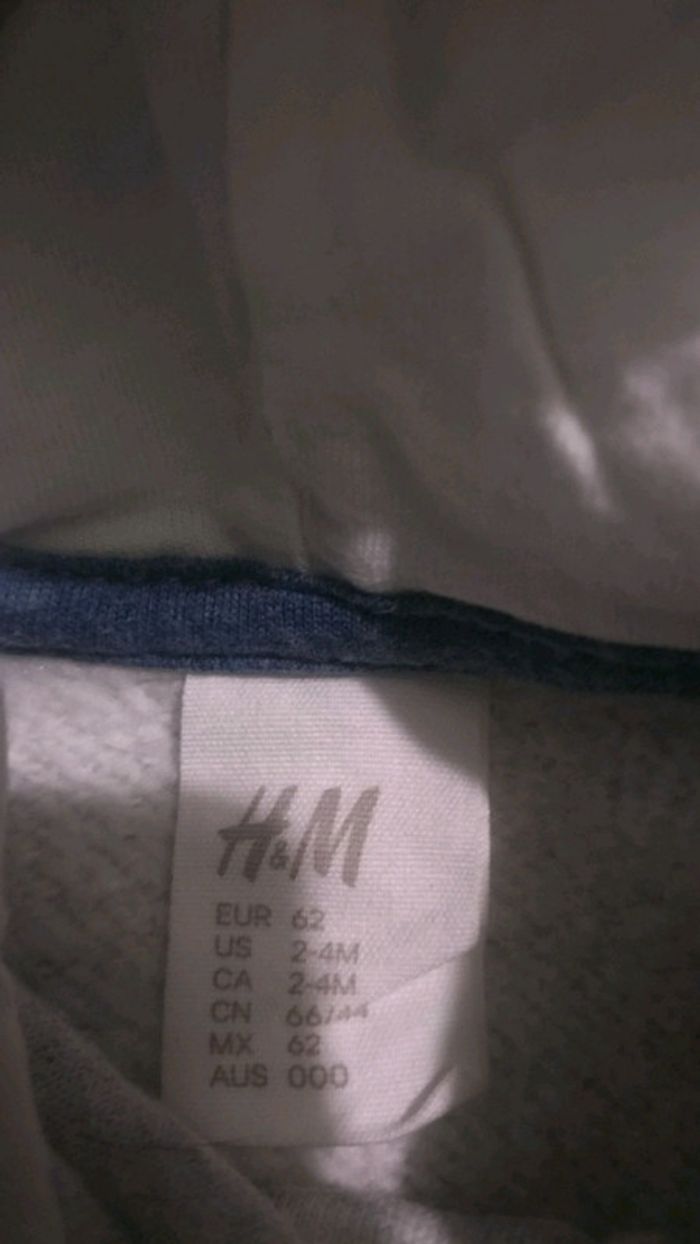 H&M
EUR 62
US 2-4M
CA 2-4M
CN 66/44
MX 62
AUS 000